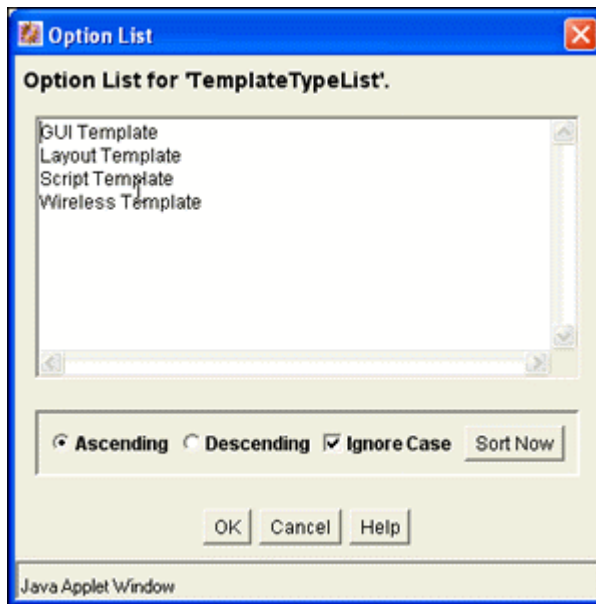 Option List
Option List for 'TemplateTypeList'.
GUI Template
Layout Template
Script Template
Wireless Template
Ascending Descending Ignore Case Sort Now
OK Cancel Help
Java Applet Window